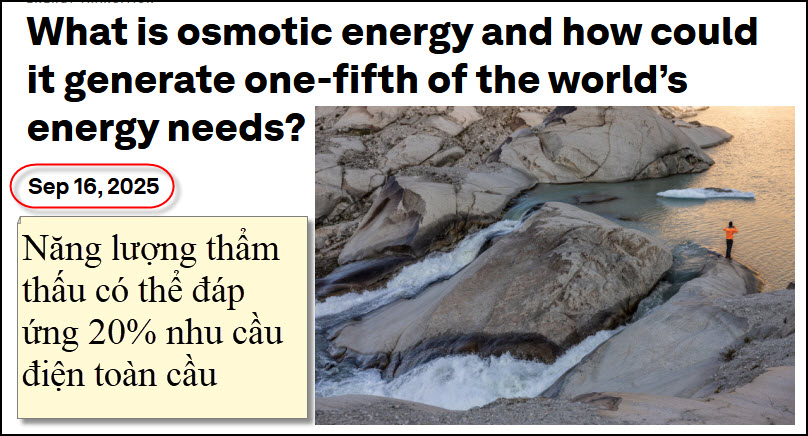 What is osmotic energy and how could
it generate one-fifth of the world's
energy needs?
Sep 16, 2025
Năng lượng thẩm
thấu có thể đáp
ứng 20% nhu cầu
điện toàn cầu